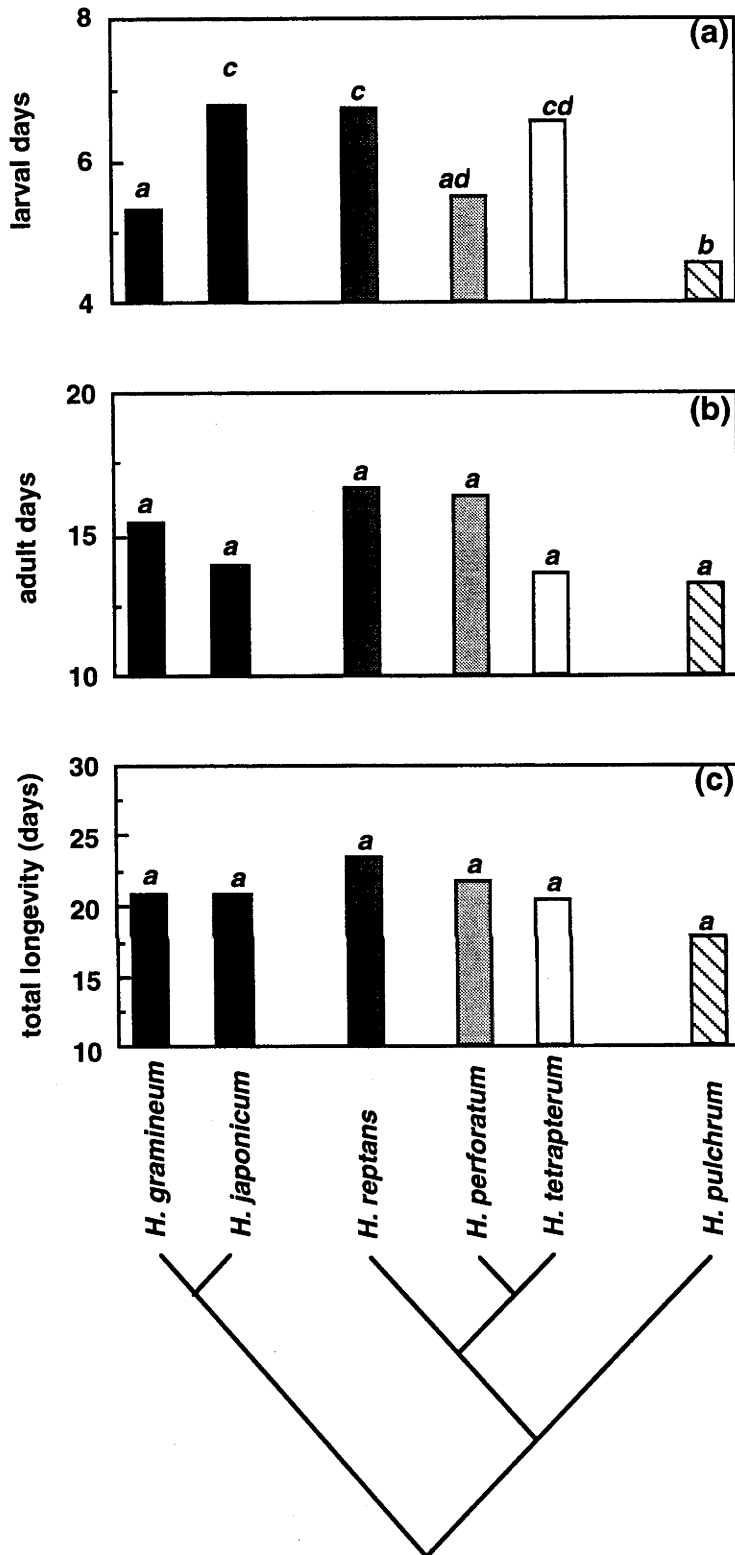 (a)
larval days
8
6
4
a
c
c
ad
cd
b
(b)
adult days
20
15
10
a
a
a
a
a
a
(c)
total longevity (days)
30
25
20
15
10
a
a
a
a
a
a
H. gramineum
H. japonicum
H. reptans
H. perforatum
H. tetrapterum
H. pulchrum